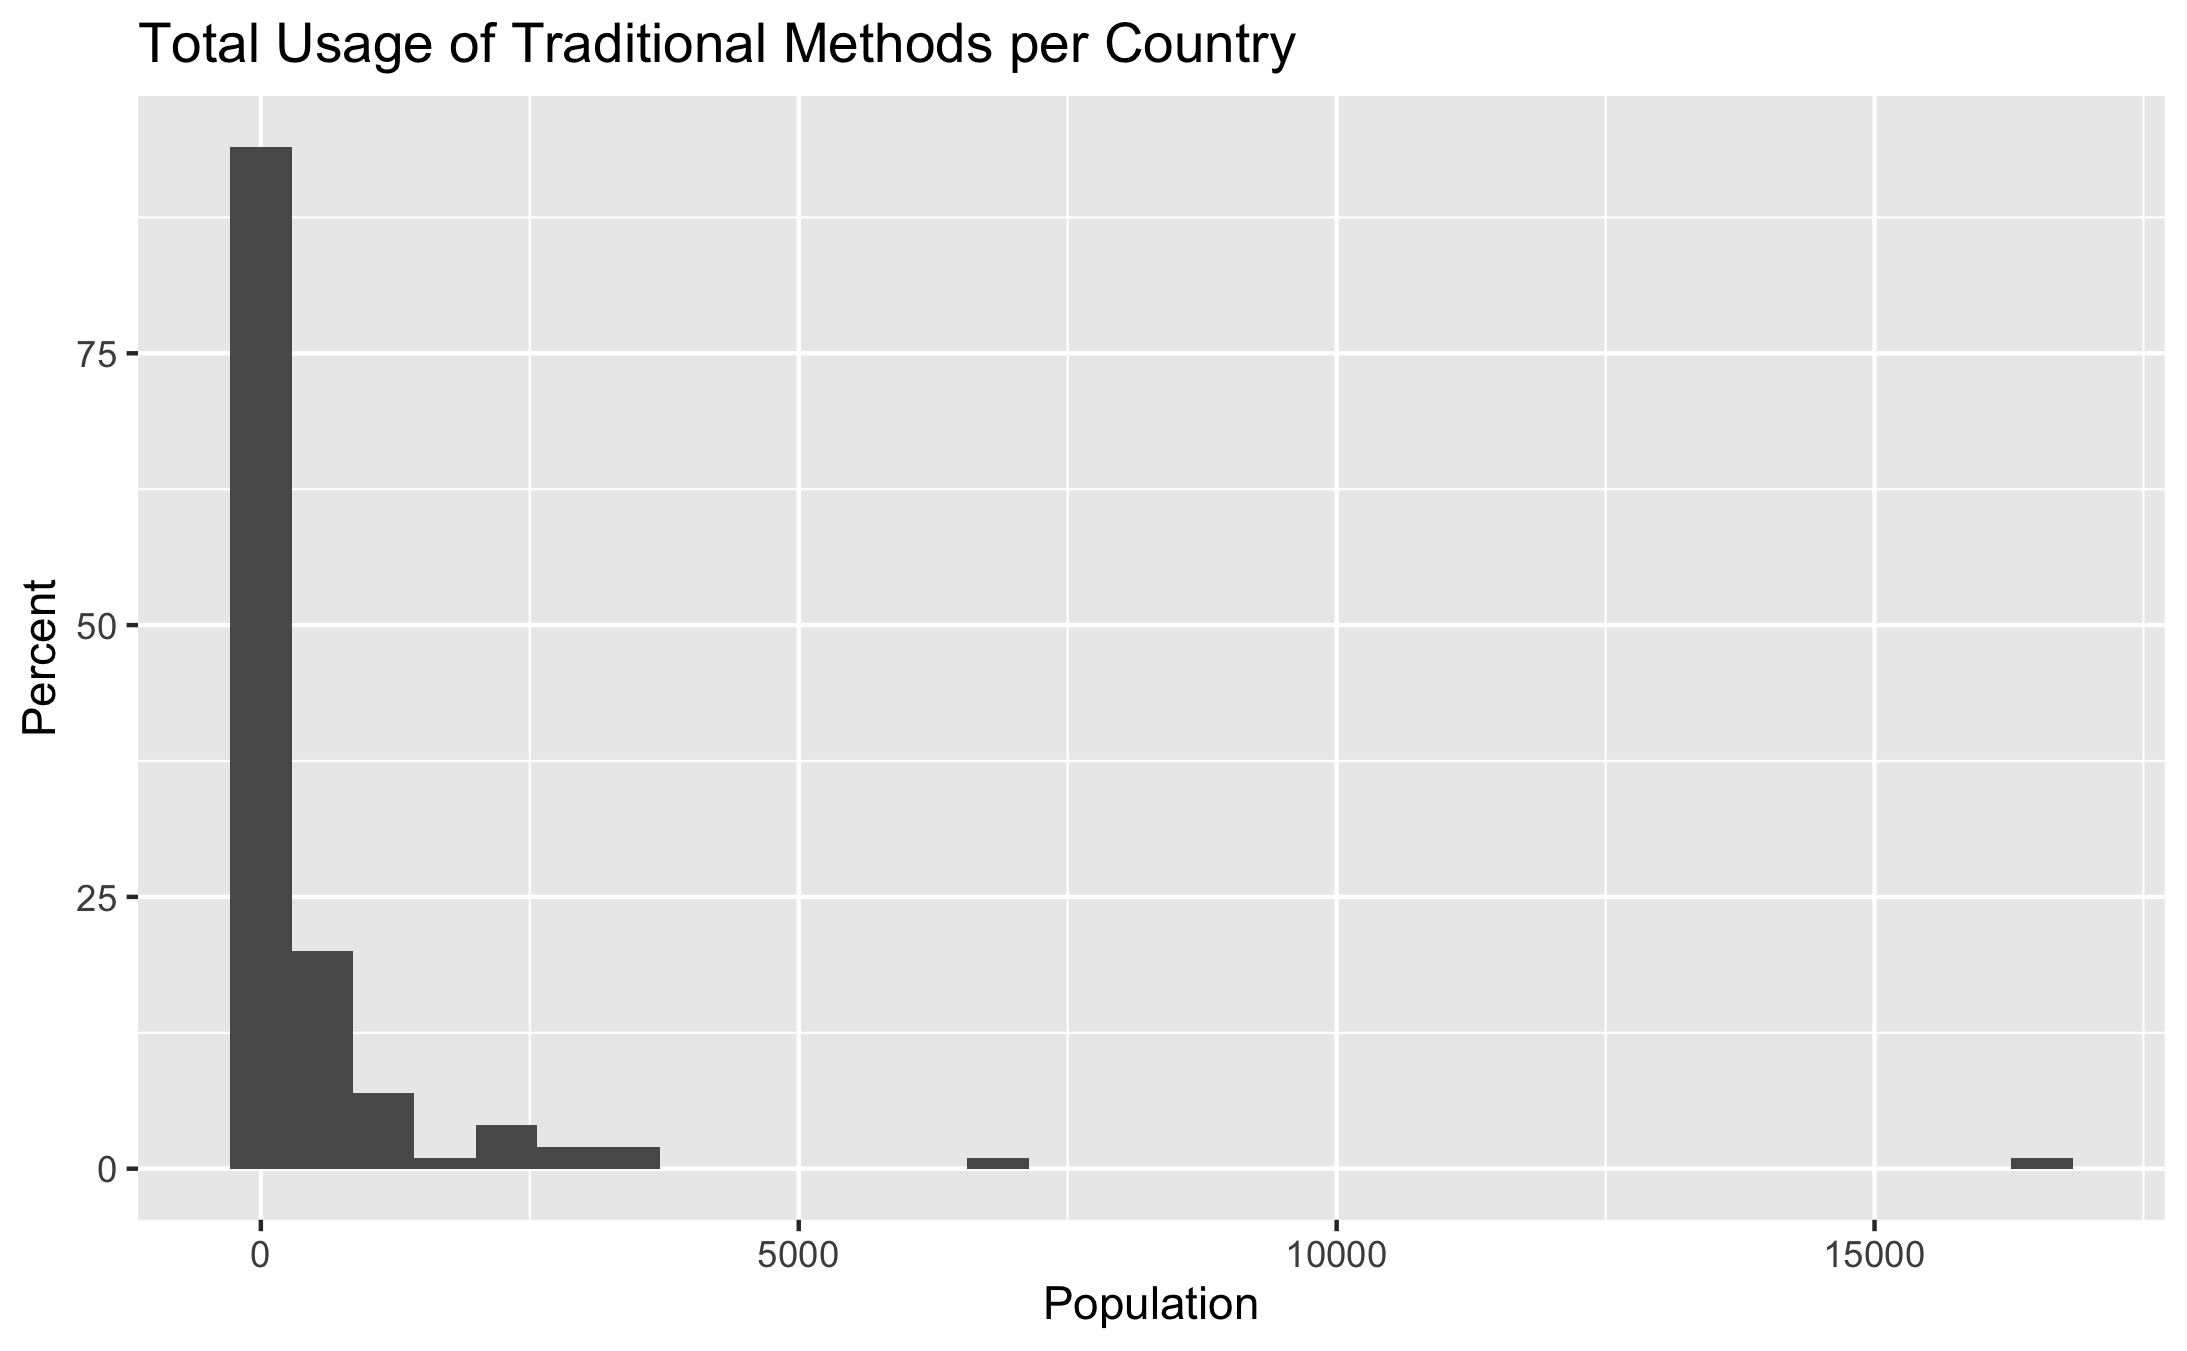 Total Usage of Traditional Methods per Country
Percent
75
50
25
0
0 5000 10000 15000
Population